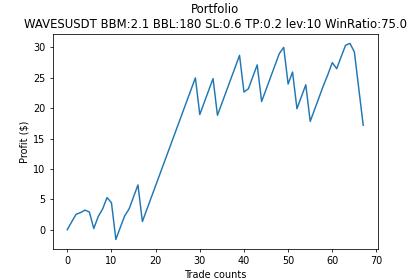 Portfolio
WAVESUSDT BBM:2.1 BBL:180 SL:0.6 TP:0.2 lev:10 WinRatio:75.0
30
25
20
15
10
5
0
Profit ($)
0 10 20 30 40 50 60 70
Trade counts